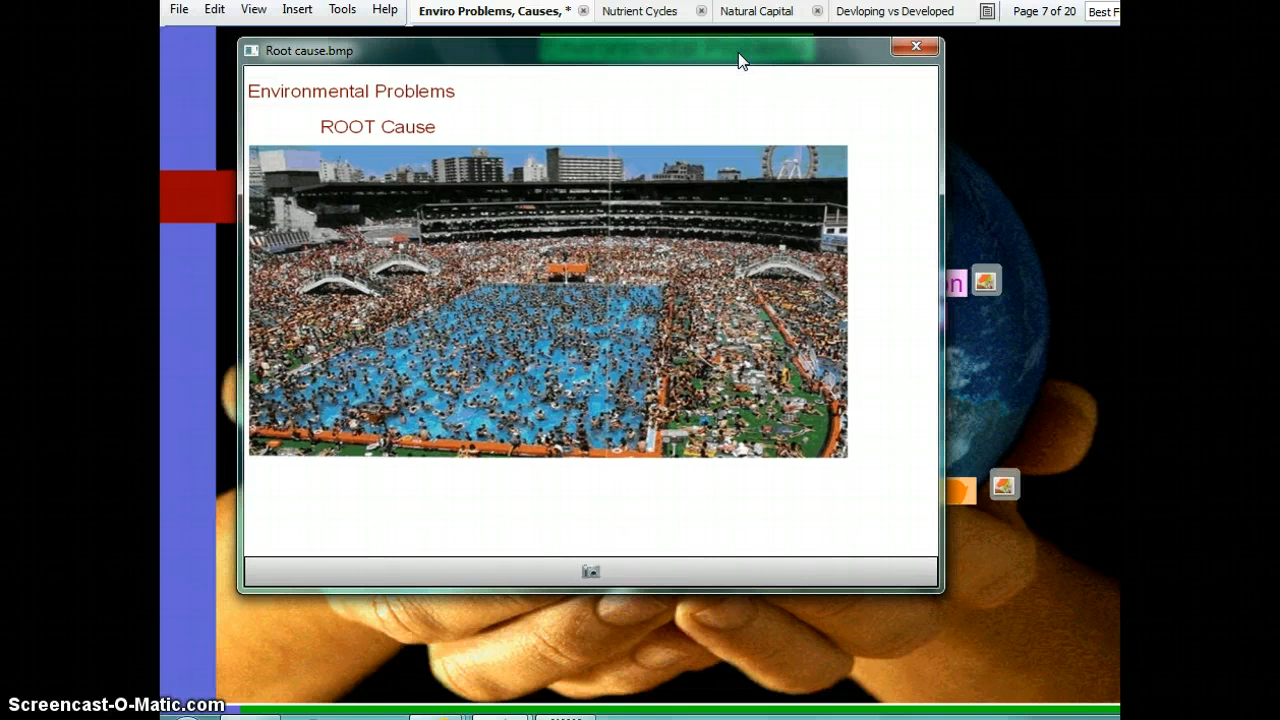 File Edit View Insert Tools Help Enviro Problems, Causes, * Nutrient Cycles Natural Capital Devloping vs Developed Page 7 of 20 Best F
Root cause.bmp
Environmental Problems
ROOT Cause
on
Screencast-O-Matic.com